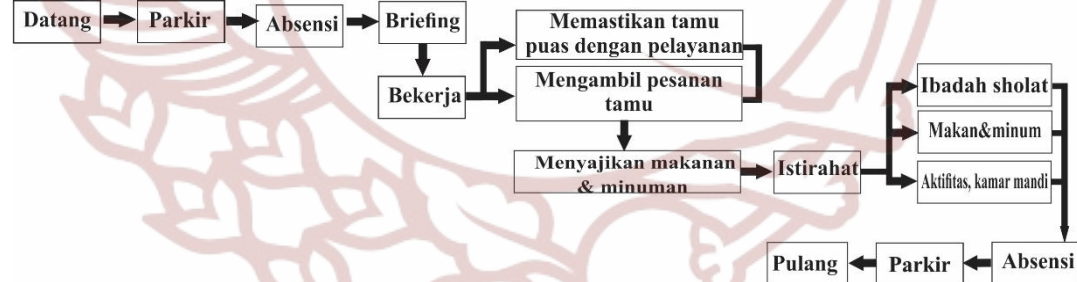 Datang
Parkir
Absensi
Briefing
Bekerja
Memastikan tamu
puas dengan pelayanan
Mengambil pesanan
tamu
Menyajikan makanan
& minuman
Istirahat
Ibadah sholat
Makan&minum
Aktifitas, kamar mandi
Absensi
Parkir
Pulang